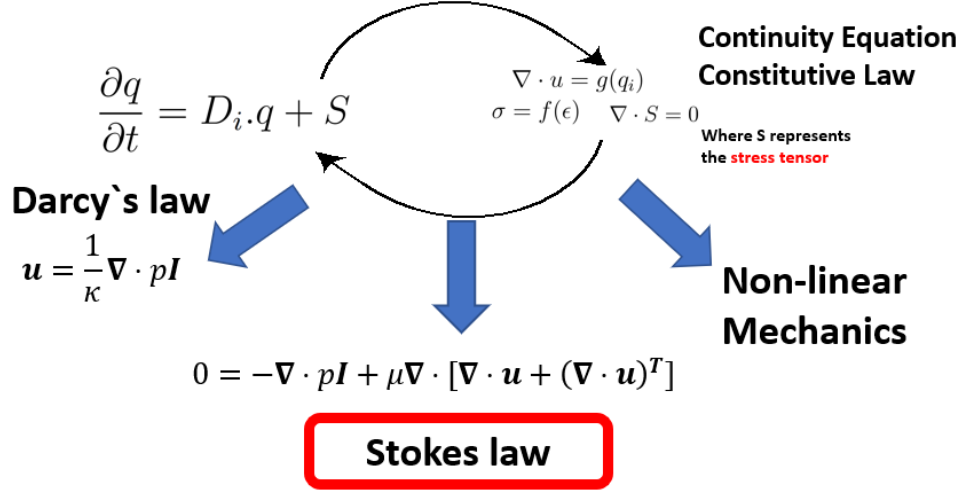 Continuity Equation
Constitutive Law
∂q/∂t = D_i.q + S
∇ · u = g(q_i)
σ = f(ϵ) ∇ · S = 0
Where S represents
the stress tensor
Darcy`s law
u = 1/κ ∇ · pI
Non-linear
Mechanics
0 = −∇ · pI + μ∇ · [∇ · u + (∇ · u)^T]
Stokes law